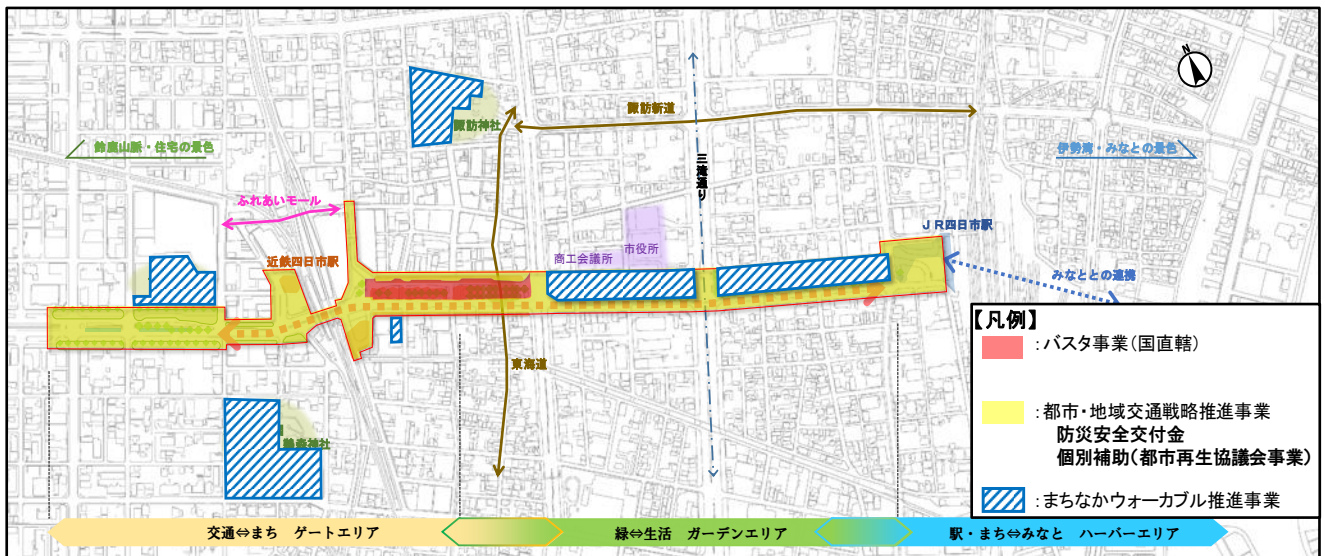 N
諏訪新道
諏訪神社
鈴鹿山脈・住宅の景色
伊勢湾・みなとの景色
三滝通り
ふれあいモール
JR四日市駅
市役所
商工会議所
近鉄四日市駅
みなととの連携
東海道
鵜森神社
【凡例】
:バスタ事業(国直轄)
:都市・地域交通戦略推進事業
防災安全交付金
個別補助(都市再生協議会事業)
:まちなかウォーカブル推進事業
交通⇔まち ゲートエリア
緑⇔生活 ガーデンエリア
駅・まち⇔みなと ハーバーエリア